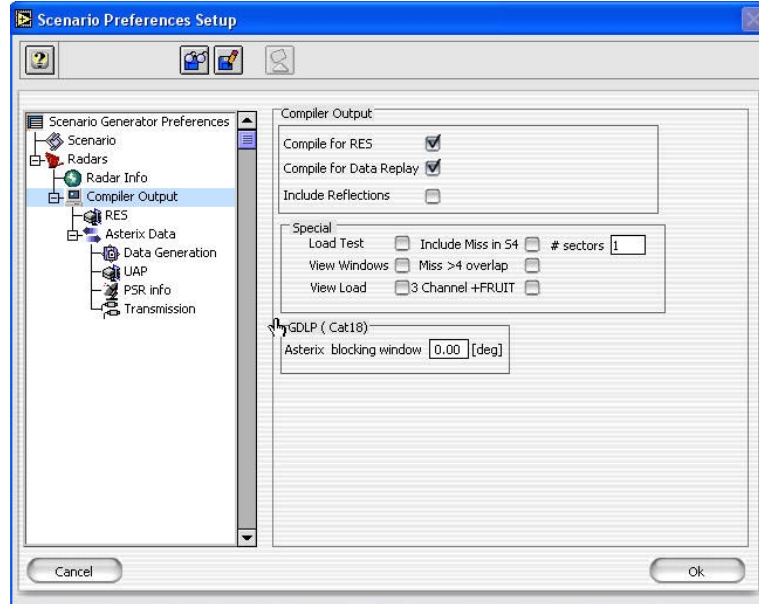 Scenario Preferences Setup
Scenario Generator Preferences
Scenario
Radars
Radar Info
Compiler Output
RES
Asterix Data
Data Generation
UAP
PSR info
Transmission
Compiler Output
Compile for RES
Compile for Data Replay
Include Reflections
Special
Load Test Include Miss in S4 # sectors 1
View Windows Miss >4 overlap
View Load 3 Channel +FRUIT
GDLP ( Cat18)
Asterix blocking window 0.00 [deg]
Cancel Ok